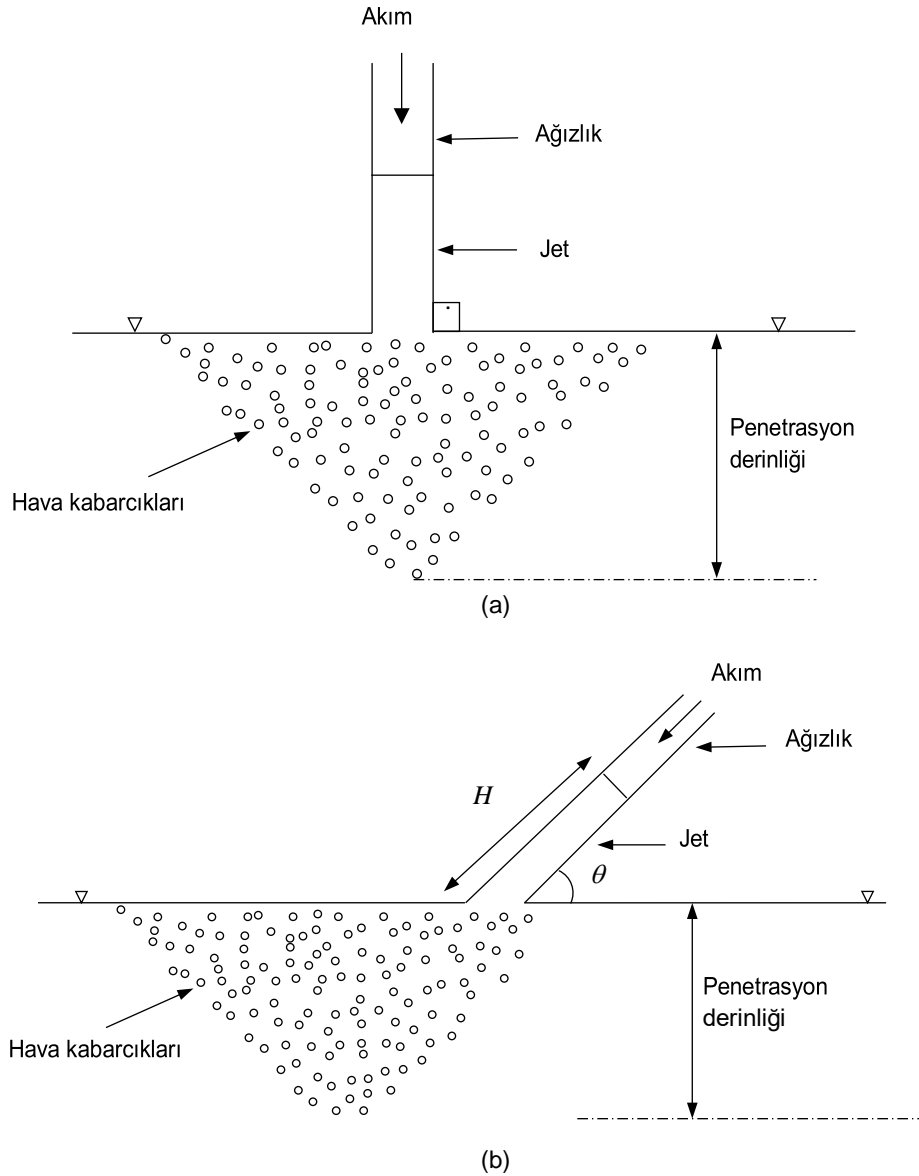 Akım
Ağızlık
Jet
Penetrasyon
derinliği
Hava kabarcıkları
(a)
Akım
Ağızlık
H
Jet
θ
Penetrasyon
derinliği
Hava kabarcıkları
(b)